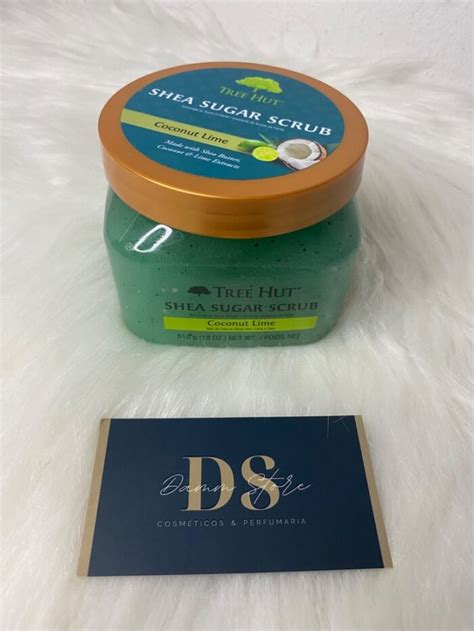 TREE HUT
SHEA SUGAR SCRUB
Coconut Lime
Made with Shea Butter,
Coconut & Lime Extracts
TREE HUT
SHEA SUGAR SCRUB
Coconut Lime
510g (18 OZ) NET WT. / POIDS NET
DS
Damm Store
COSMÉTICOS & PERFUMARIA